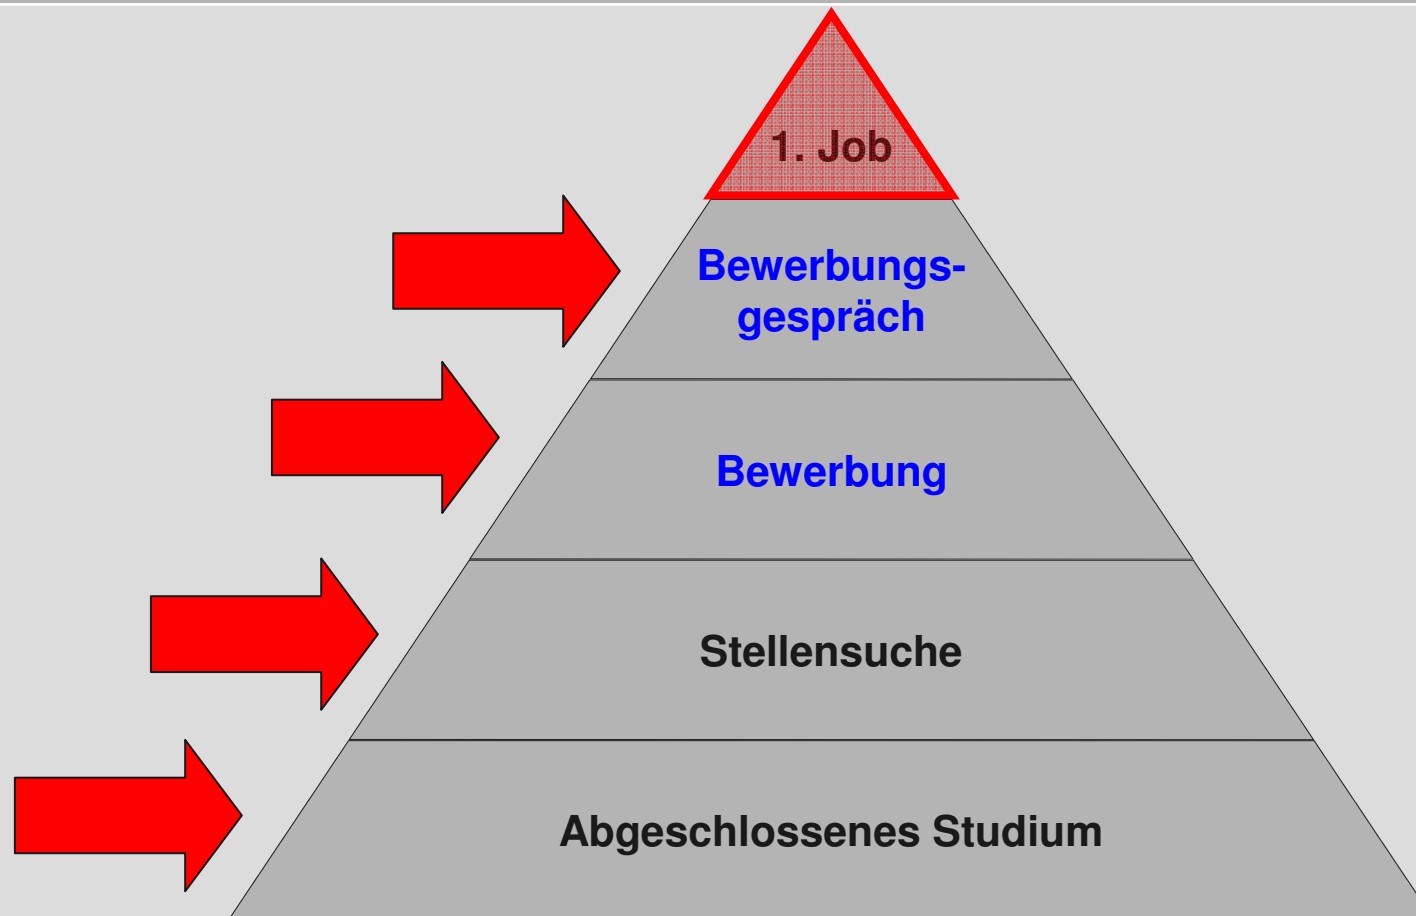 1. Job
Bewerbungs-
gespräch
Bewerbung
Stellensuche
Abgeschlossenes Studium